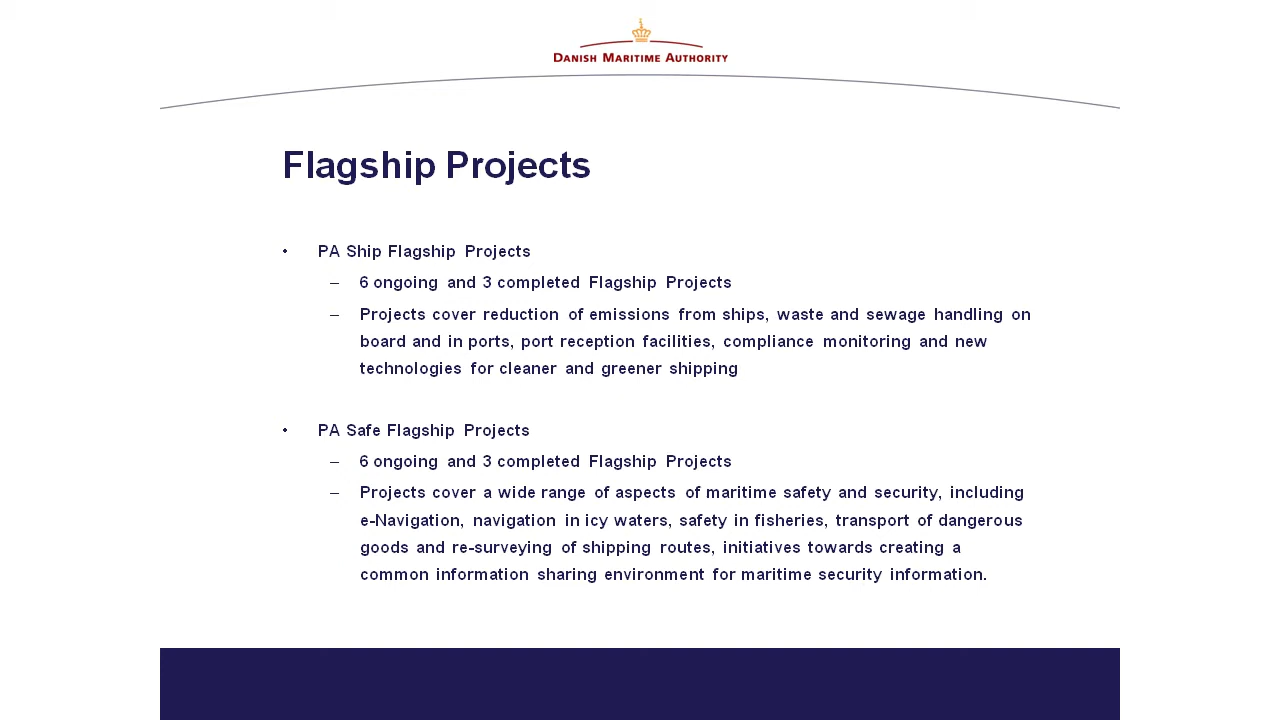 DANISH MARITIME AUTHORITY
Flagship Projects
• PA Ship Flagship Projects
– 6 ongoing and 3 completed Flagship Projects
– Projects cover reduction of emissions from ships, waste and sewage handling on
board and in ports, port reception facilities, compliance monitoring and new
technologies for cleaner and greener shipping
• PA Safe Flagship Projects
– 6 ongoing and 3 completed Flagship Projects
– Projects cover a wide range of aspects of maritime safety and security, including
e-Navigation, navigation in icy waters, safety in fisheries, transport of dangerous
goods and re-surveying of shipping routes, initiatives towards creating a
common information sharing environment for maritime security information.